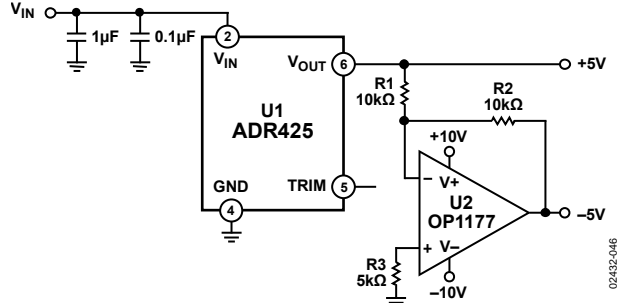 VIN
1µF
0.1µF
2
VIN
VOUT
6
+5V
R1
10kΩ
R2
10kΩ
U1
ADR425
+10V
GND
TRIM
5
4
−
V+
U2
OP1177
−5V
+
V−
R3
5kΩ
−10V
02432-046